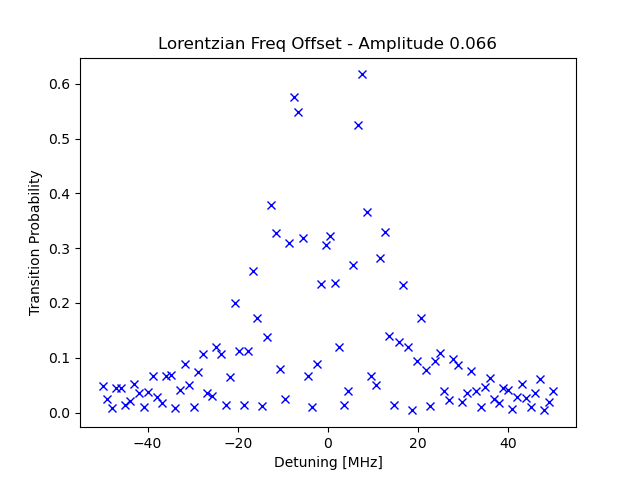 Lorentzian Freq Offset - Amplitude 0.066
Transition Probability
0.6
0.5
0.4
0.3
0.2
0.1
0.0
−40 −20 0 20 40
Detuning [MHz]